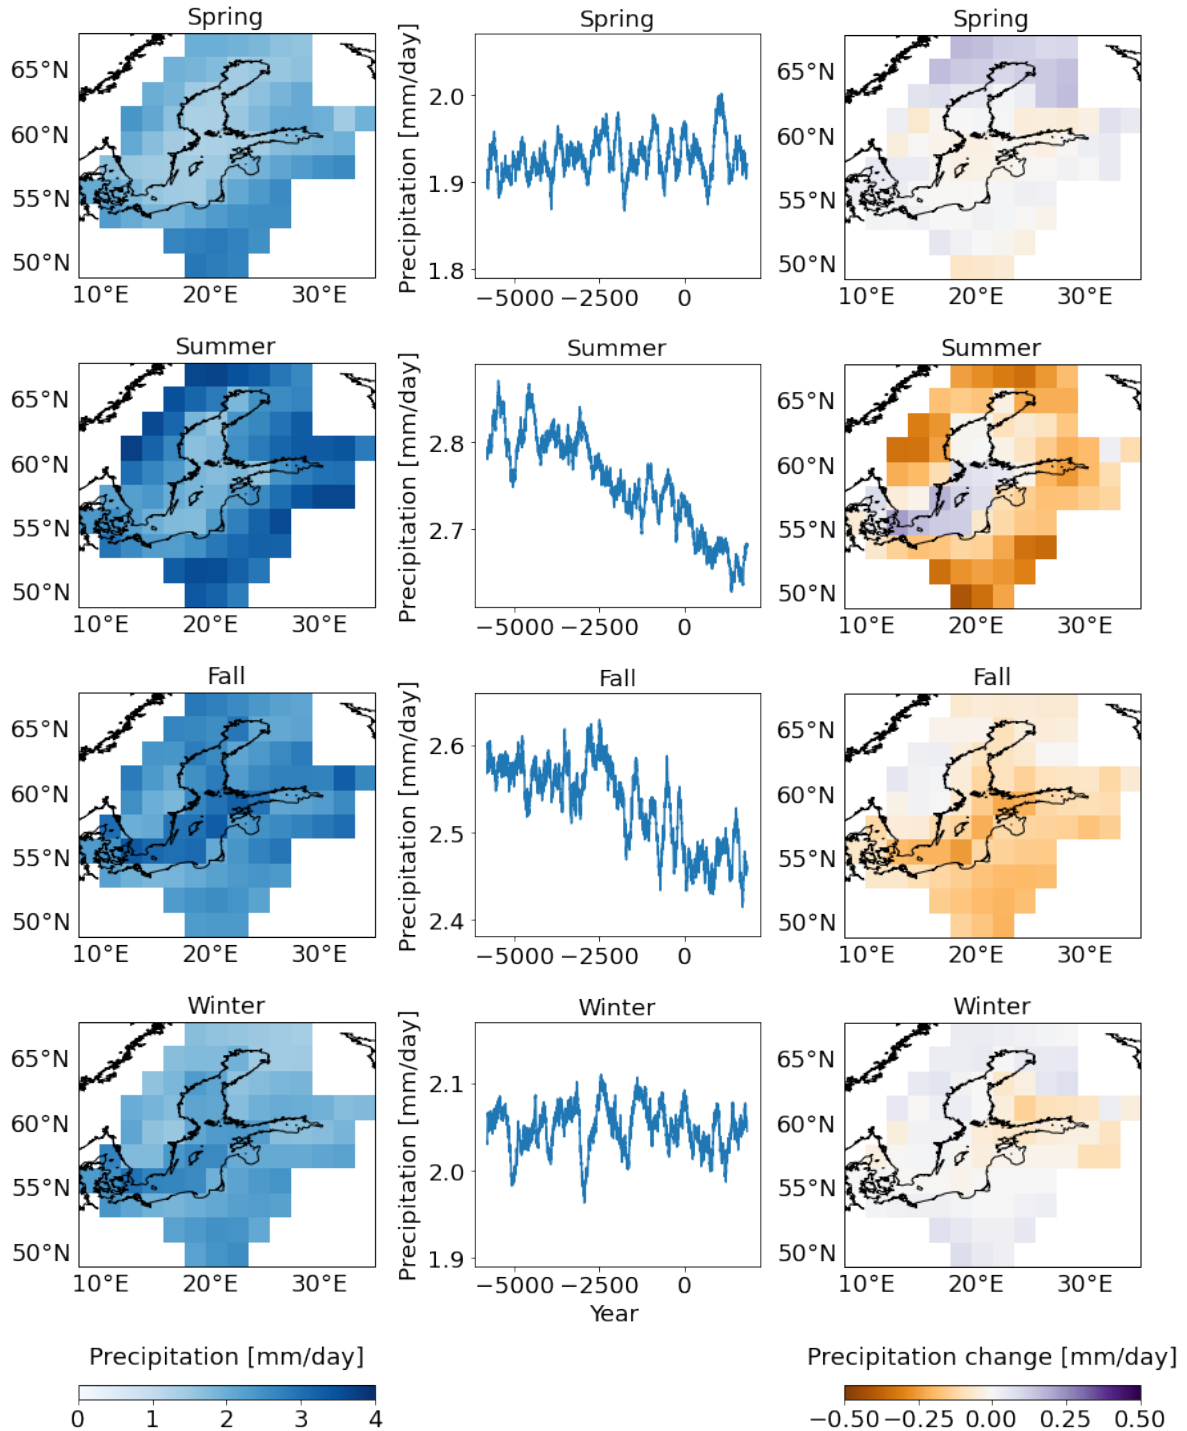 Spring Spring Spring
65°N
60°N
55°N
50°N
10°E 20°E 30°E
Precipitation [mm/day]
2.0
1.9
1.8
−5000 −2500 0
65°N
60°N
55°N
50°N
10°E 20°E 30°E
Summer Summer Summer
65°N
60°N
55°N
50°N
10°E 20°E 30°E
Precipitation [mm/day]
2.8
2.7
−5000 −2500 0
65°N
60°N
55°N
50°N
10°E 20°E 30°E
Fall Fall Fall
65°N
60°N
55°N
50°N
10°E 20°E 30°E
Precipitation [mm/day]
2.6
2.5
2.4
−5000 −2500 0
65°N
60°N
55°N
50°N
10°E 20°E 30°E
Winter Winter Winter
65°N
60°N
55°N
50°N
10°E 20°E 30°E
Precipitation [mm/day]
2.1
2.0
1.9
−5000 −2500 0
Year
65°N
60°N
55°N
50°N
10°E 20°E 30°E
Precipitation [mm/day]
0 1 2 3 4
Precipitation change [mm/day]
−0.50 −0.25 0.00 0.25 0.50